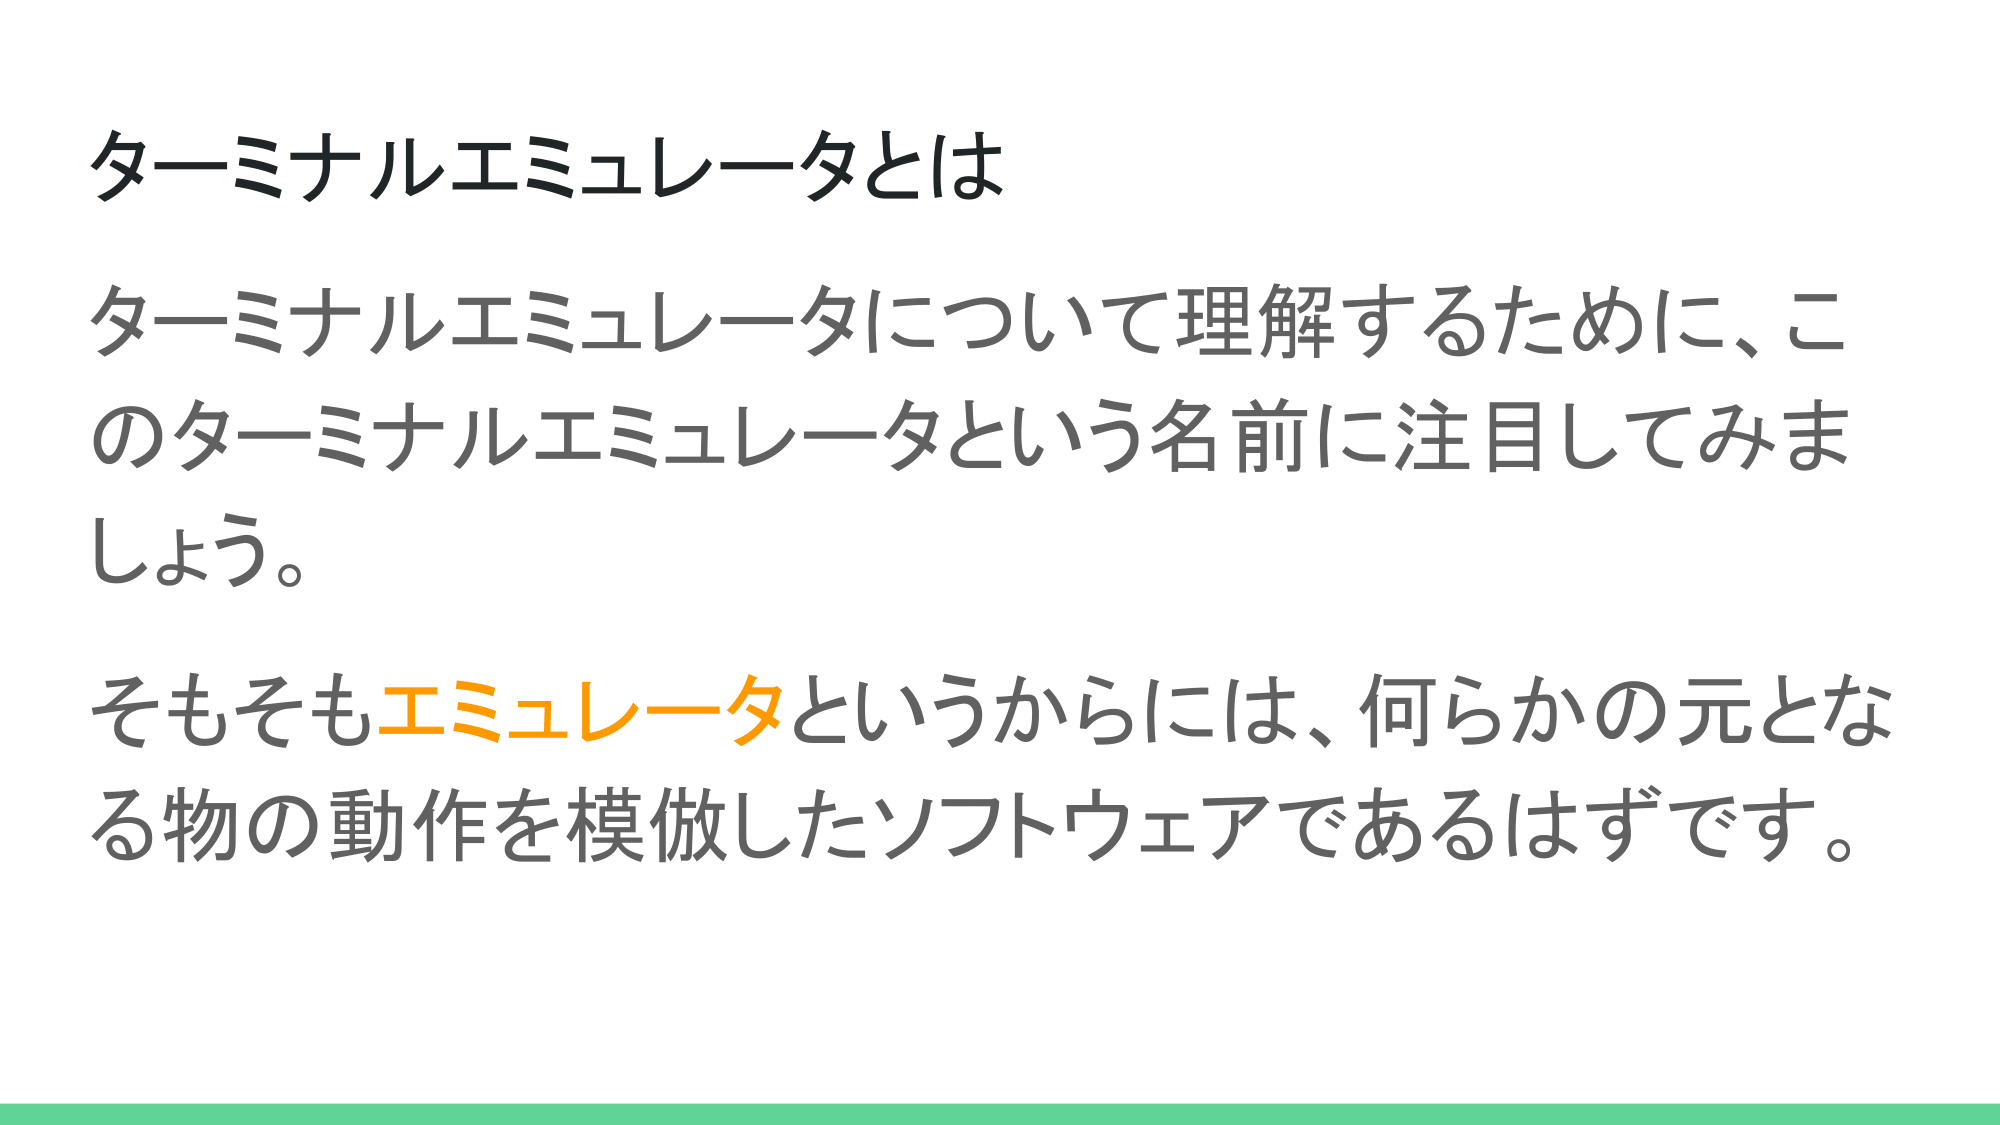 ターミナルエミュレータとは
ターミナルエミュレータについて理解するために、こ
のターミナルエミュレータという名前に注目してみま
しょう。
そもそもエミュレータというからには、何らかの元とな
る物の動作を模倣したソフトウェアであるはずです。